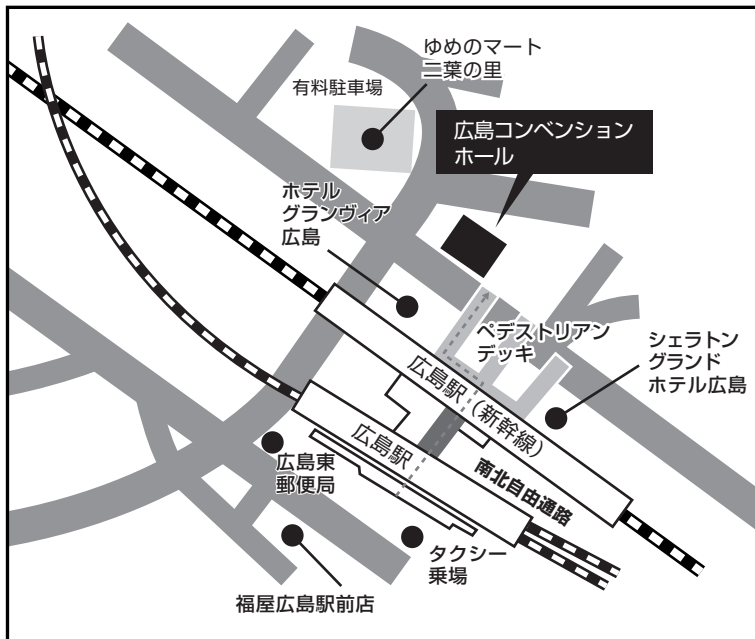 ゆめのマート
二葉の里
有料駐車場
広島コンベンション
ホール
ホテル
グランヴィア
広島
ペデストリアン
デッキ
シェラトン
グランド
ホテル広島
広島駅（新幹線）
広島駅
南北自由通路
広島東
郵便局
タクシー
乗場
福屋広島駅前店